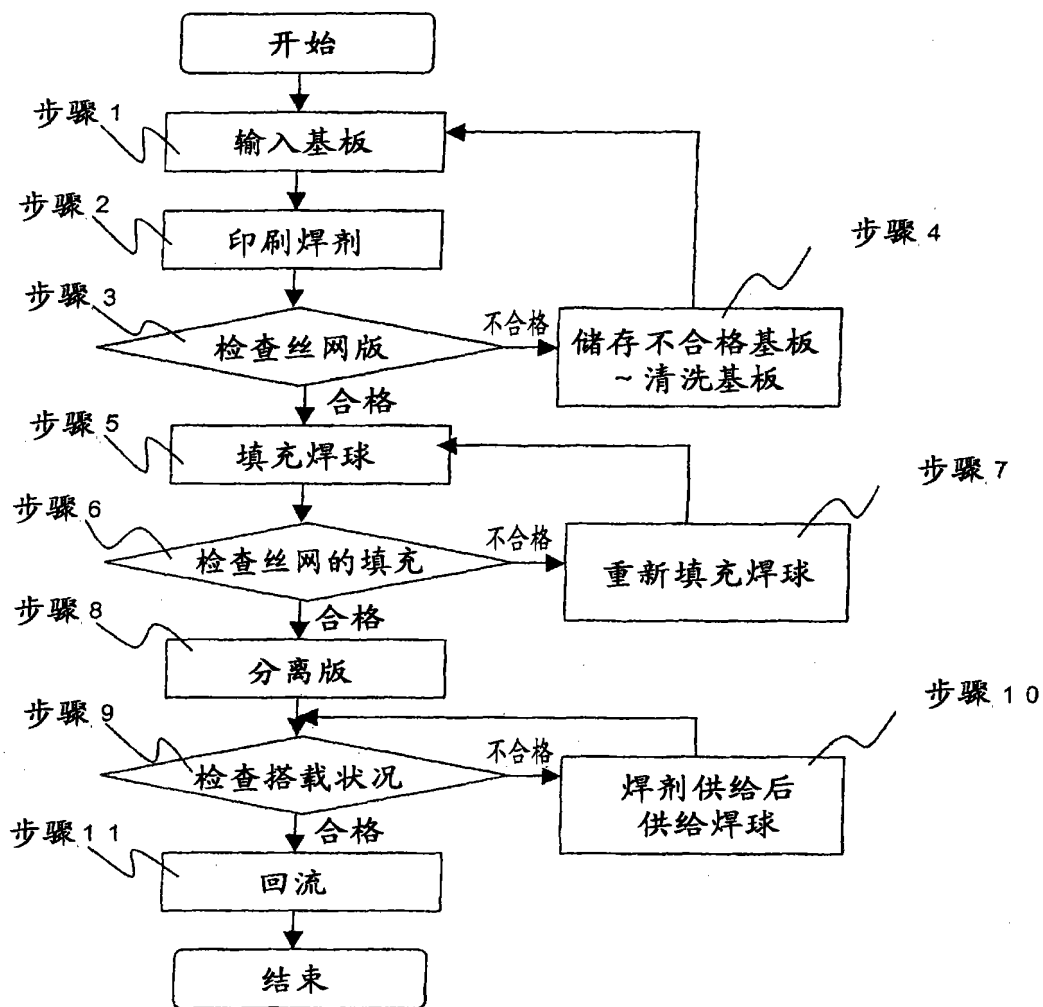 开始
步骤 1
输入基板
步骤 2
印刷焊剂
步骤 3
检查丝网版
不合格
步骤 4
储存不合格基板
~清洗基板
合格
步骤 5
填充焊球
步骤 6
检查丝网的填充
不合格
步骤 7
重新填充焊球
合格
步骤 8
分离版
步骤 9
检查搭载状况
不合格
步骤 10
焊剂供给后
供给焊球
合格
步骤 11
回流
结束